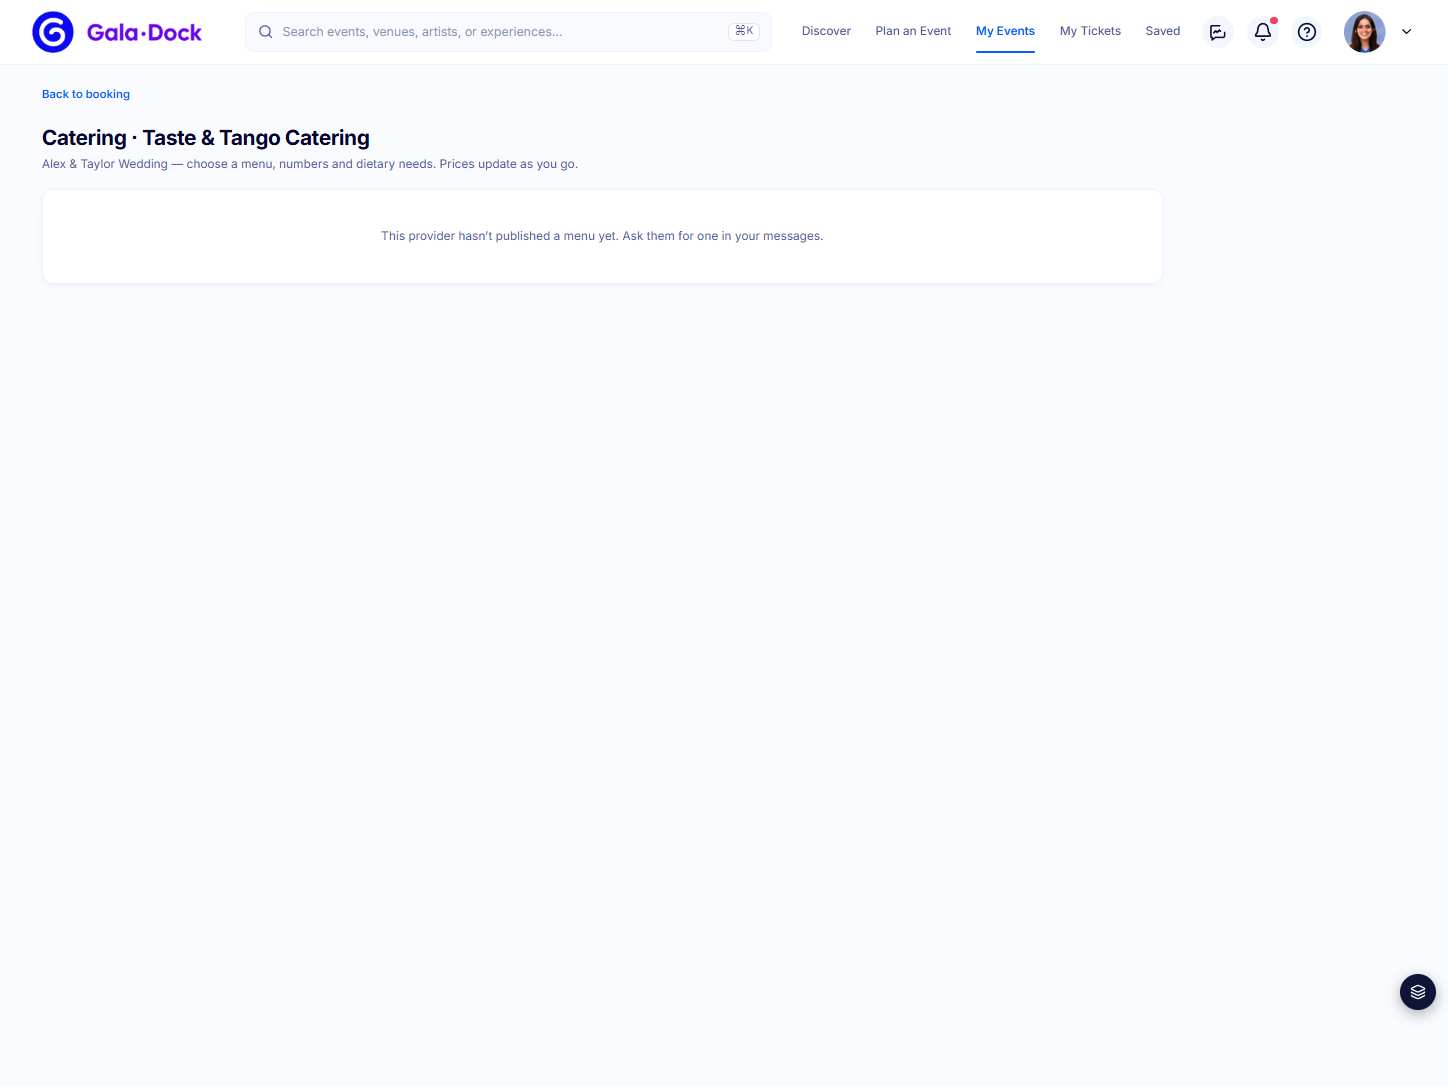 Gala·Dock
Search events, venues, artists, or experiences...
⌘K
Discover
Plan an Event
My Events
My Tickets
Saved
Back to booking
Catering · Taste & Tango Catering
Alex & Taylor Wedding — choose a menu, numbers and dietary needs. Prices update as you go.
This provider hasn't published a menu yet. Ask them for one in your messages.